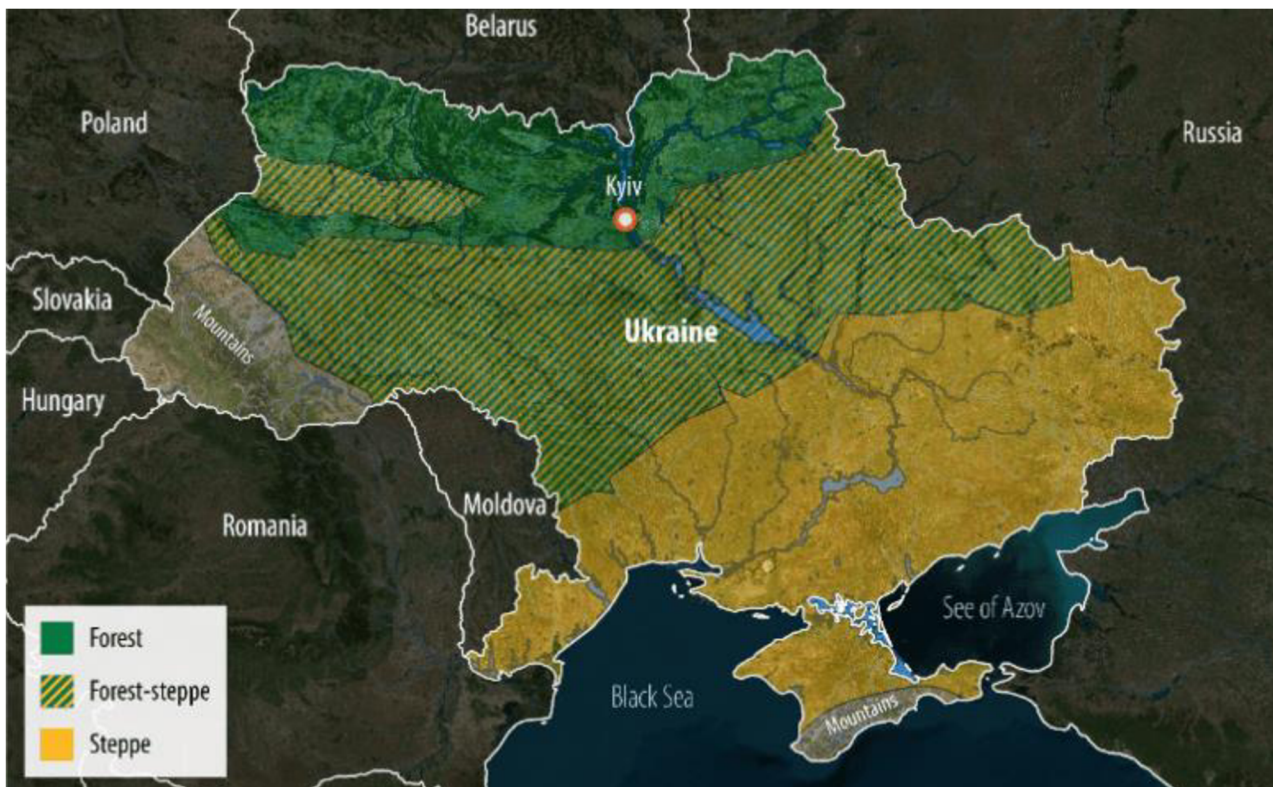 Belarus
Poland
Russia
Kyiv
Slovakia
Mountains
Ukraine
Hungary
Moldova
Romania
See of Azov
Black Sea
Mountains
Forest
Forest-steppe
Steppe